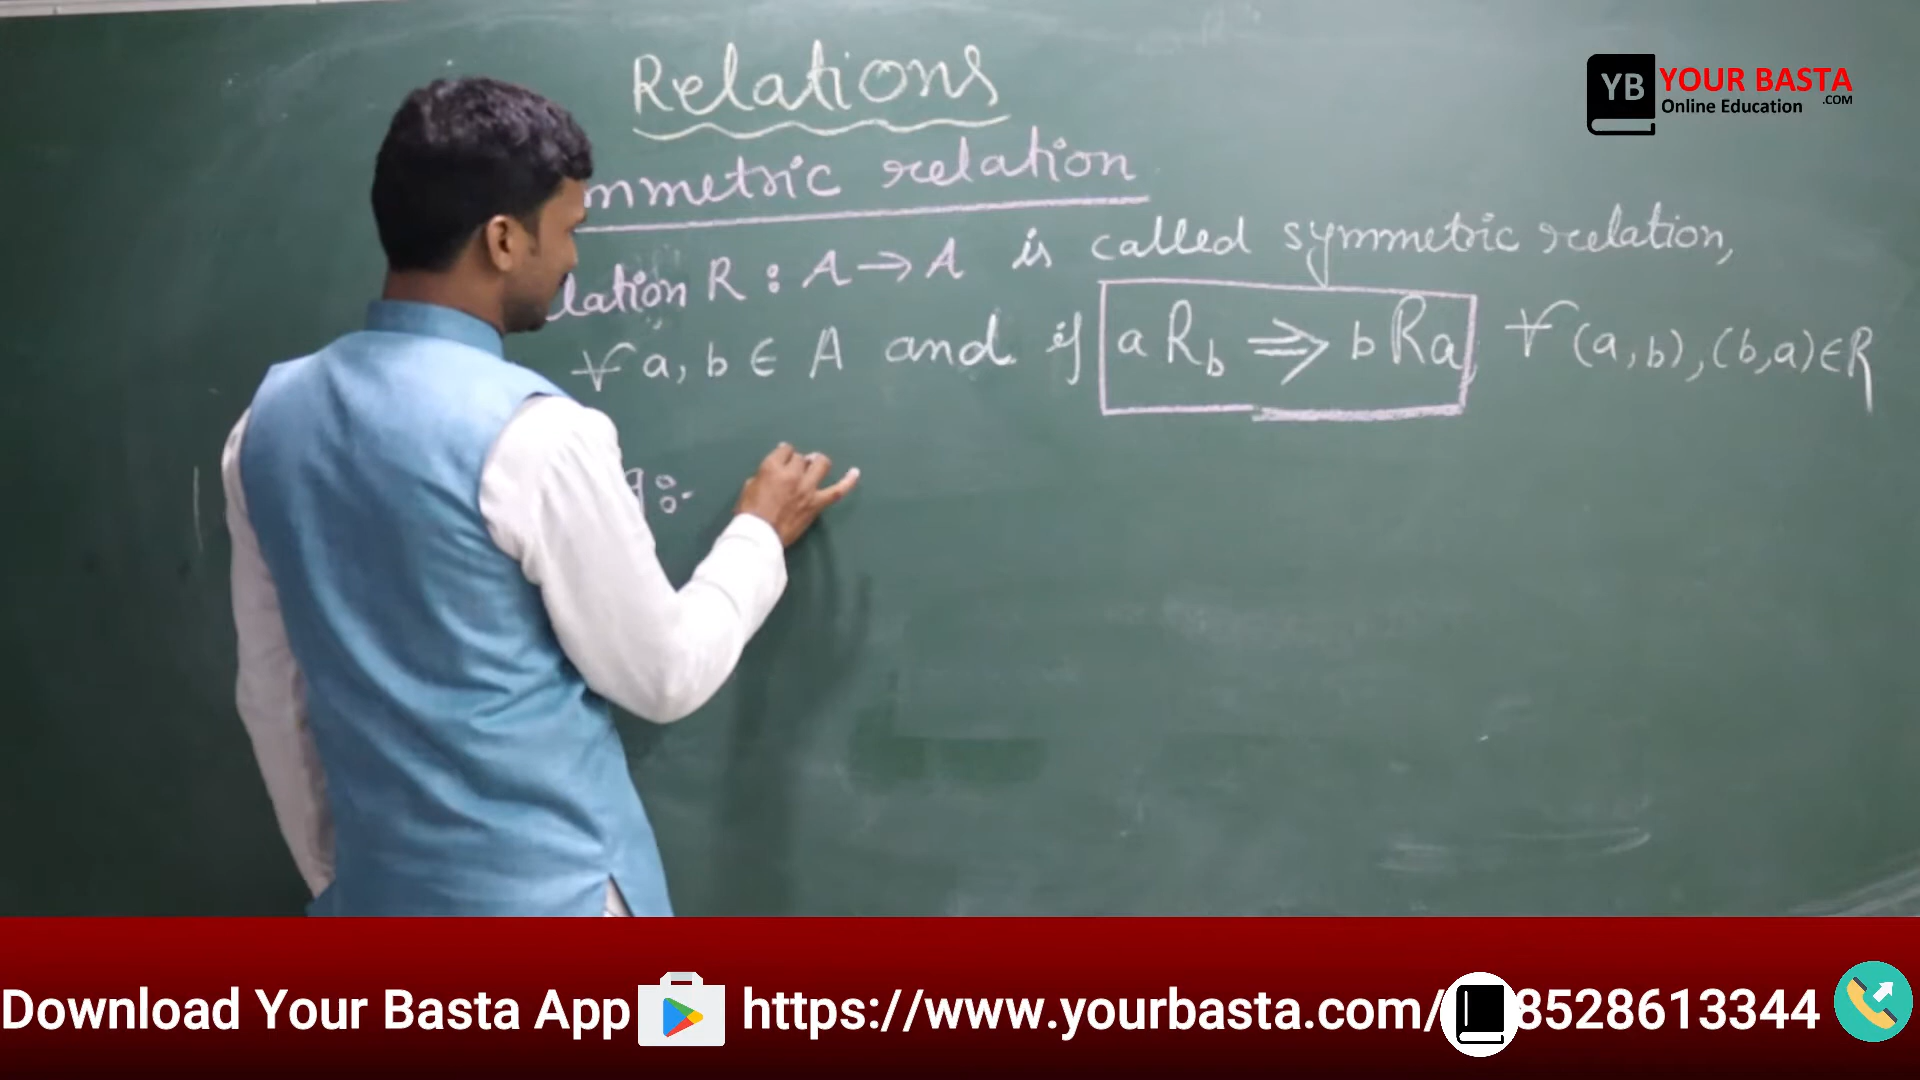 Relations
mmetric relation
lation R : A → A is called symmetric relation,
∀ a, b ∈ A and if aRb ⇒ bRa, ∀ (a, b), (b, a) ∈ R
g :-
YB YOUR BASTA
.COM
Online Education
Download Your Basta App https://www.yourbasta.com/ 8528613344